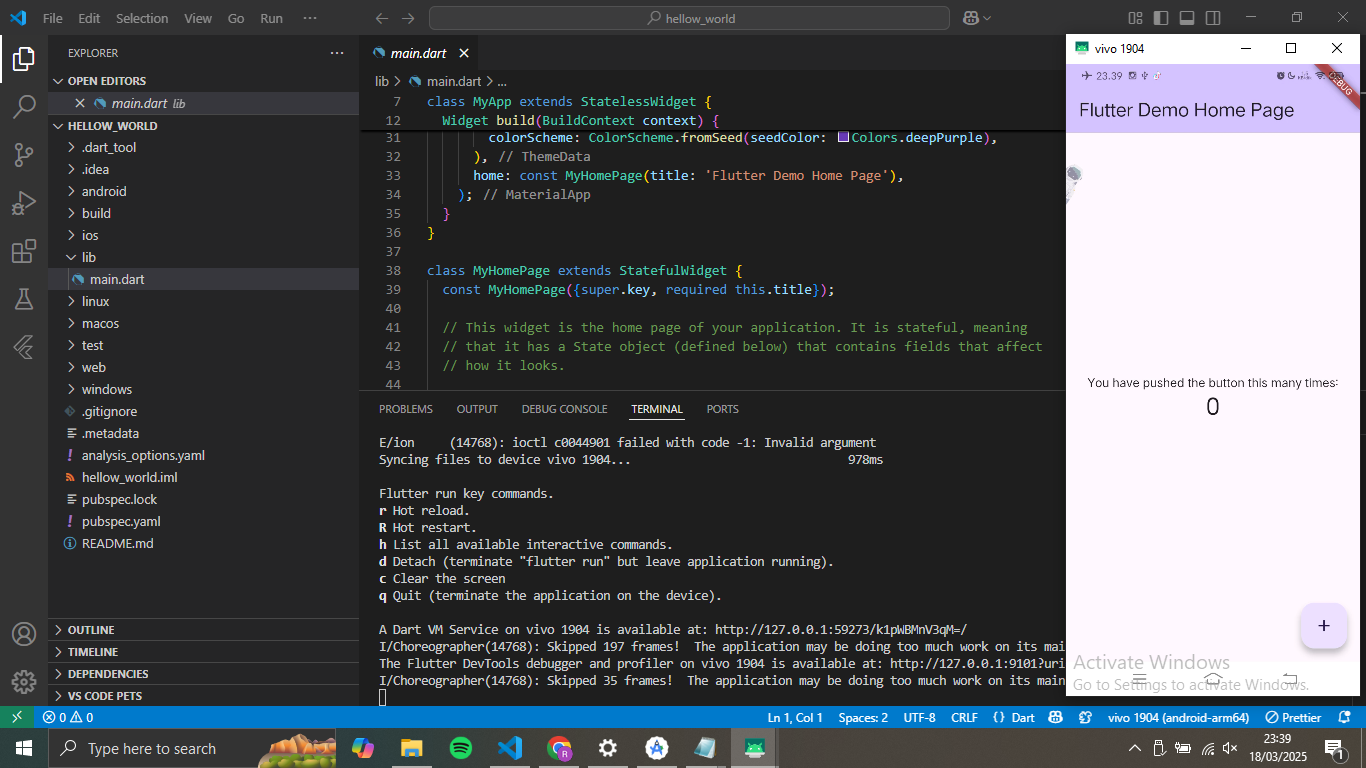 File Edit Selection View Go Run ···
hellow_world
EXPLORER
OPEN EDITORS
main.dart lib
HELLOW_WORLD
.dart_tool
.idea
android
build
ios
lib
main.dart
linux
macos
test
web
windows
.gitignore
.metadata
analysis_options.yaml
hellow_world.iml
pubspec.lock
pubspec.yaml
README.md
OUTLINE
TIMELINE
DEPENDENCIES
VS CODE PETS
main.dart
lib > main.dart > ...
7 class MyApp extends StatelessWidget {
12 Widget build(BuildContext context) {
31 colorScheme: ColorScheme.fromSeed(seedColor: Colors.deepPurple),
32 ), // ThemeData
33 home: const MyHomePage(title: 'Flutter Demo Home Page'),
34 ); // MaterialApp
35 }
36 }
37
38 class MyHomePage extends StatefulWidget {
39 const MyHomePage({super.key, required this.title});
40
41 // This widget is the home page of your application. It is stateful, meaning
42 // that it has a State object (defined below) that contains fields that affect
43 // how it looks.
44
PROBLEMS OUTPUT DEBUG CONSOLE TERMINAL PORTS
E/ion (14768): ioctl c0044901 failed with code -1: Invalid argument
Syncing files to device vivo 1904... 978ms
Flutter run key commands.
r Hot reload.
R Hot restart.
h List all available interactive commands.
d Detach (terminate "flutter run" but leave application running).
c Clear the screen
q Quit (terminate the application on the device).
A Dart VM Service on vivo 1904 is available at: http://127.0.0.1:59273/k1pWBMnV3qM=/
I/Choreographer(14768): Skipped 197 frames! The application may be doing too much work on its mai
The Flutter DevTools debugger and profiler on vivo 1904 is available at: http://127.0.0.1:9101?uri
I/Choreographer(14768): Skipped 35 frames! The application may be doing too much work on its main
vivo 1904
23.39
DEBUG
Flutter Demo Home Page
You have pushed the button this many times:
0
+
Activate Windows
Go to Settings to activate Windows.
0 0 Ln 1, Col 1 Spaces: 2 UTF-8 CRLF {} Dart vivo 1904 (android-arm64) Prettier
Type here to search
R
23:39
18/03/2025
1